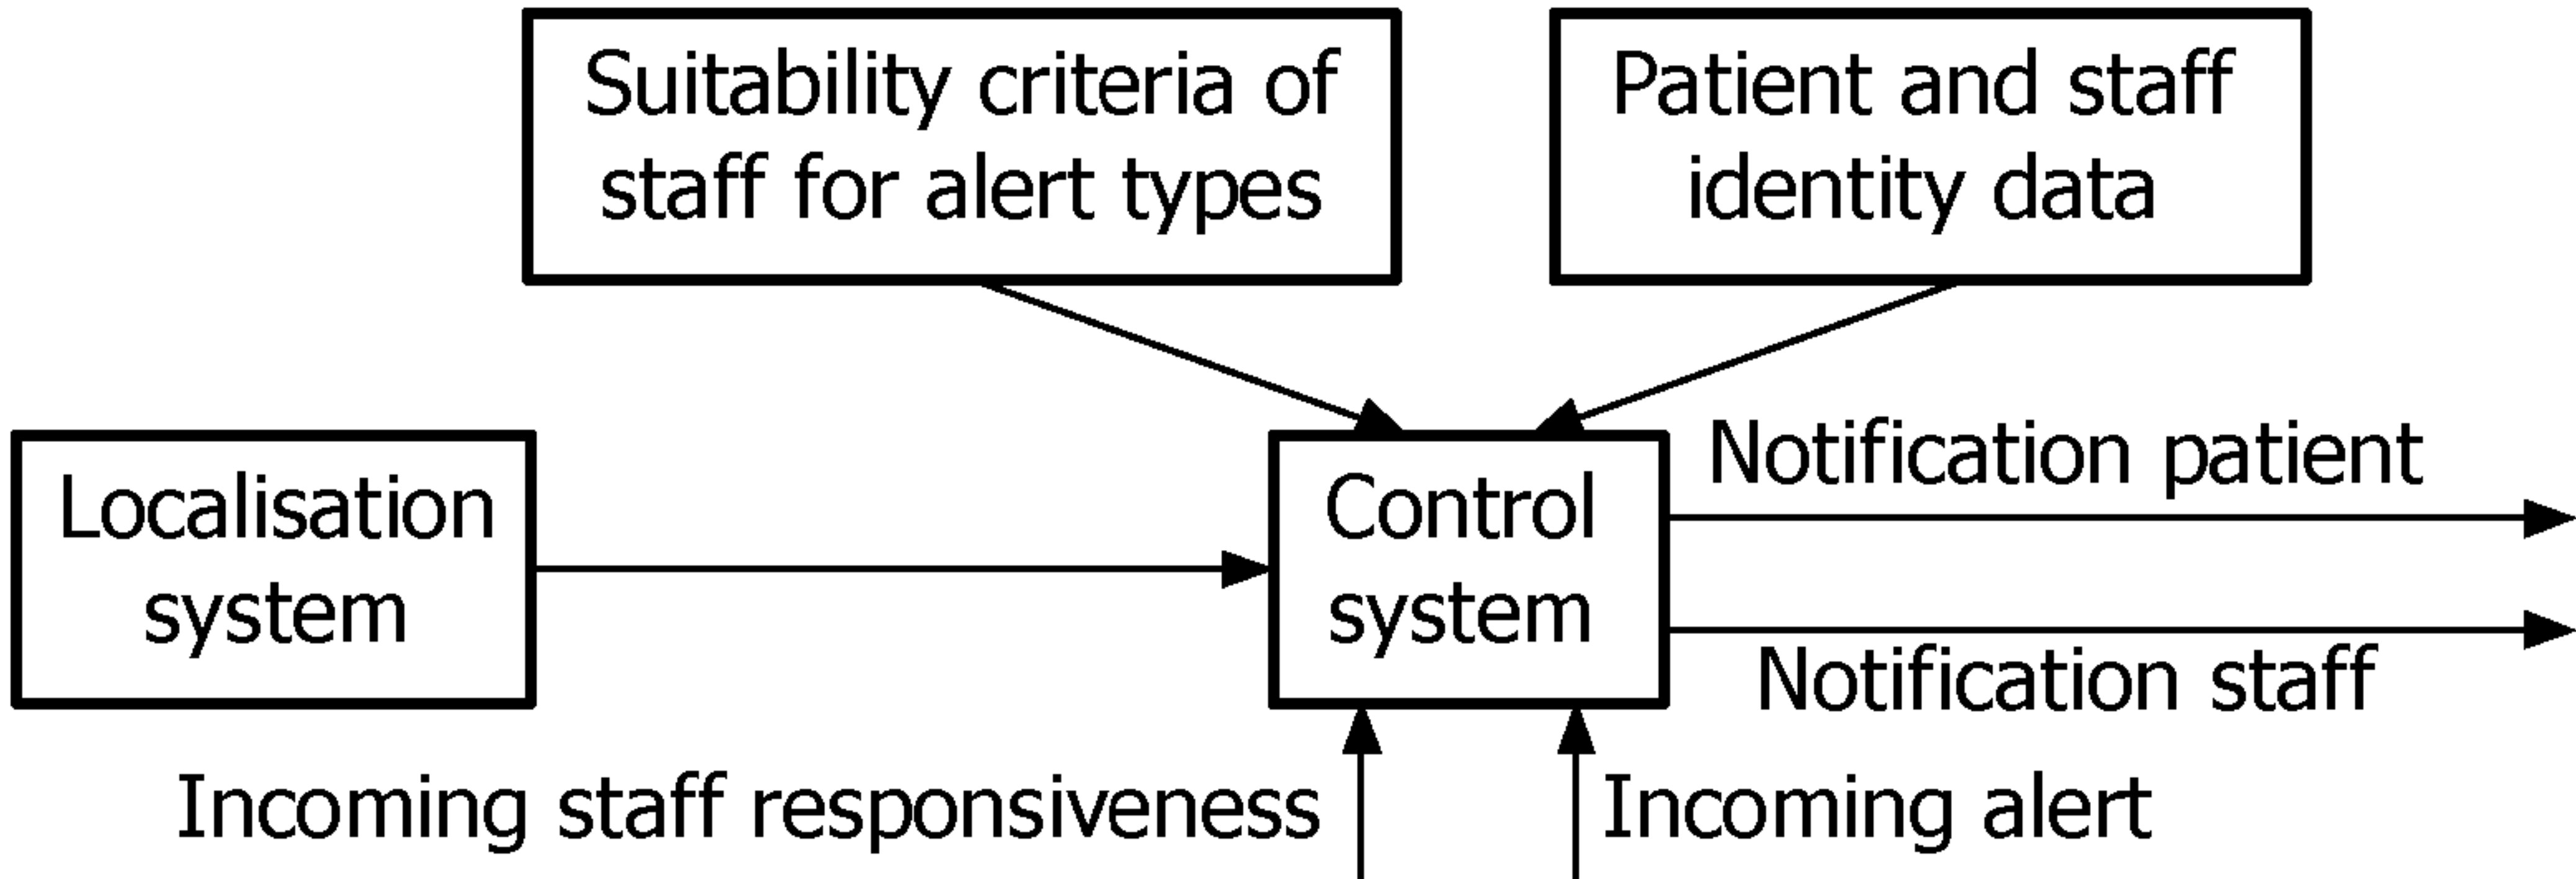 Suitability criteria of
staff for alert types
Patient and staff
identity data
Localisation
system
Control
system
Notification patient
Notification staff
Incoming staff responsiveness
Incoming alert